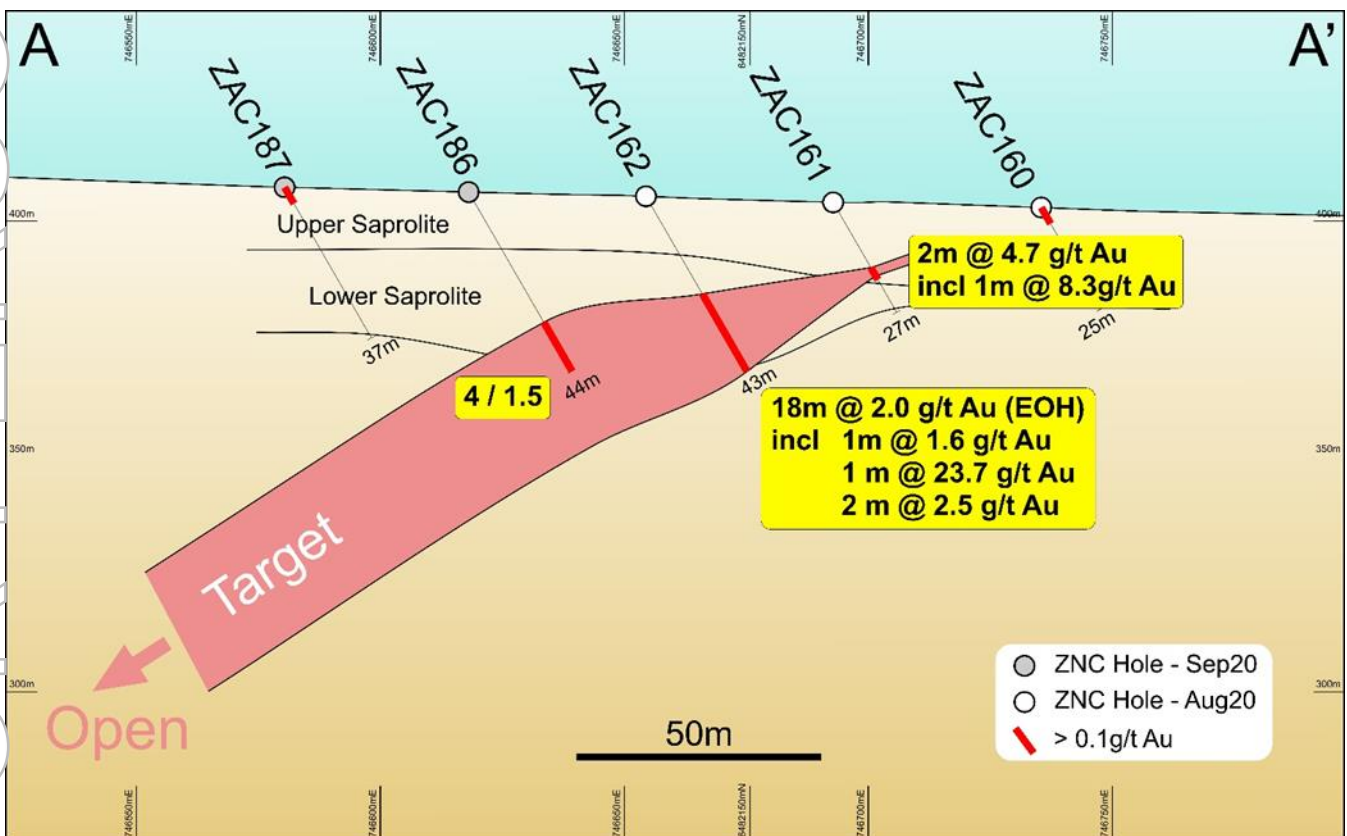 A
A'
746550mE
746600mE
746650mE
6482150mN
746700mE
746750mE
ZAC187
ZAC186
ZAC162
ZAC161
ZAC160
400m
400m
Upper Saprolite
Lower Saprolite
2m @ 4.7 g/t Au
incl 1m @ 8.3g/t Au
37m
44m
43m
27m
25m
4 / 1.5
18m @ 2.0 g/t Au (EOH)
incl 1m @ 1.6 g/t Au
1 m @ 23.7 g/t Au
2 m @ 2.5 g/t Au
350m
350m
Target
Open
300m
300m
50m
ZNC Hole - Sep20
ZNC Hole - Aug20
> 0.1g/t Au
746550mE
746600mE
746650mE
6482150mN
746700mE
746750mE